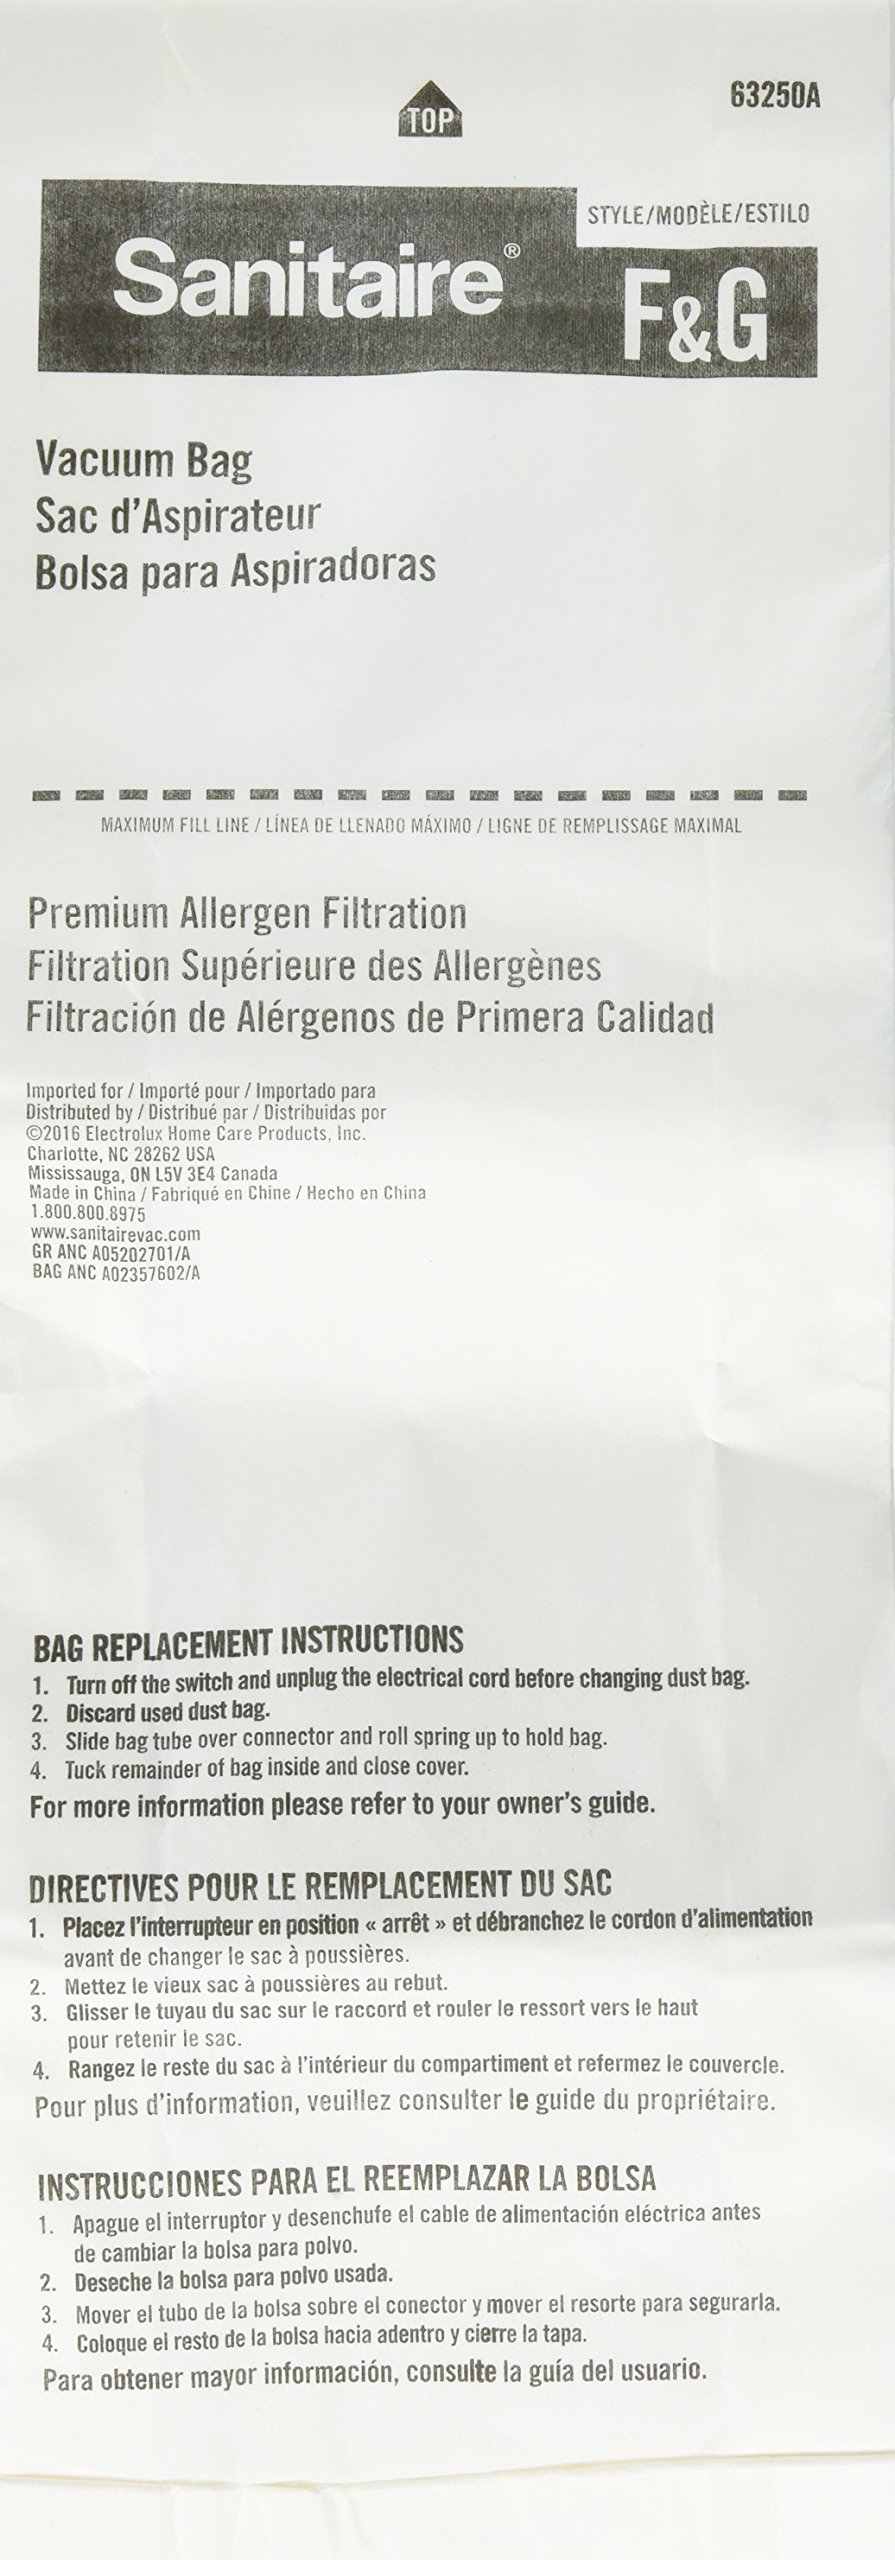 63250A
TOP
STYLE/MODÈLE/ESTILO
Sanitaire®
F&G
Vacuum Bag
Sac d'Aspirateur
Bolsa para Aspiradoras
MAXIMUM FILL LINE / LÍNEA DE LLENADO MÁXIMO / LIGNE DE REMPLISSAGE MAXIMAL
Premium Allergen Filtration
Filtration Supérieure des Allergènes
Filtración de Alérgenos de Primera Calidad
Imported for / Importé pour / Importado para
Distributed by / Distribué par / Distribuidas por
©2016 Electrolux Home Care Products, Inc.
Charlotte, NC 28262 USA
Mississauga, ON L5V 3E4 Canada
Made in China / Fabriqué en Chine / Hecho en China
1.800.800.8975
www.sanitairevac.com
GR ANC A05202701/A
BAG ANC A02357602/A
BAG REPLACEMENT INSTRUCTIONS
1. Turn off the switch and unplug the electrical cord before changing dust bag.
2. Discard used dust bag.
3. Slide bag tube over connector and roll spring up to hold bag.
4. Tuck remainder of bag inside and close cover.
For more information please refer to your owner's guide.
DIRECTIVES POUR LE REMPLACEMENT DU SAC
1. Placez l'interrupteur en position « arrêt » et débranchez le cordon d'alimentation
avant de changer le sac à poussières.
2. Mettez le vieux sac à poussières au rebut.
3. Glisser le tuyau du sac sur le raccord et rouler le ressort vers le haut
pour retenir le sac.
4. Rangez le reste du sac à l'intérieur du compartiment et refermez le couvercle.
Pour plus d'information, veuillez consulter le guide du propriétaire.
INSTRUCCIONES PARA EL REEMPLAZAR LA BOLSA
1. Apague el interruptor y desenchufe el cable de alimentación eléctrica antes
de cambiar la bolsa para polvo.
2. Deseche la bolsa para polvo usada.
3. Mover el tubo de la bolsa sobre el conector y mover el resorte para segurarla.
4. Coloque el resto de la bolsa hacia adentro y cierre la tapa.
Para obtener mayor información, consulte la guía del usuario.